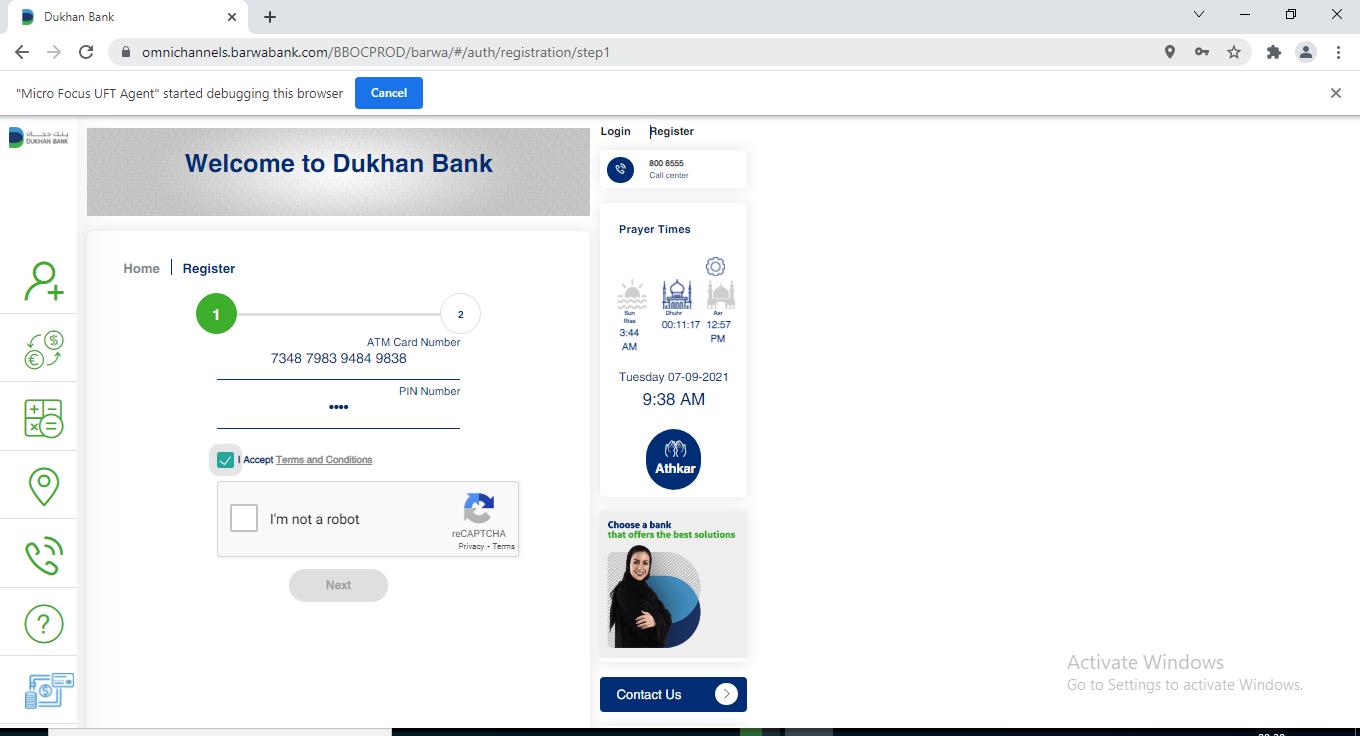 Dukhan Bank
omnichannels.barwabank.com/BBOCPROD/barwa/#/auth/registration/step1
"Micro Focus UFT Agent" started debugging this browser
Cancel
بنك دخان
DUKHAN BANK
Welcome to Dukhan Bank
Login
Register
800 8555
Call center
Home
Register
1
2
ATM Card Number
7348 7983 9484 9838
PIN Number
••••
I Accept Terms and Conditions
I'm not a robot
reCAPTCHA
Privacy - Terms
Next
Prayer Times
Sun
Rise
3:44
AM
Dhuhr
00:11:17
Asr
12:57
PM
Tuesday 07-09-2021
9:38 AM
Athkar
Choose a bank
that offers the best solutions
Contact Us
Activate Windows
Go to Settings to activate Windows.